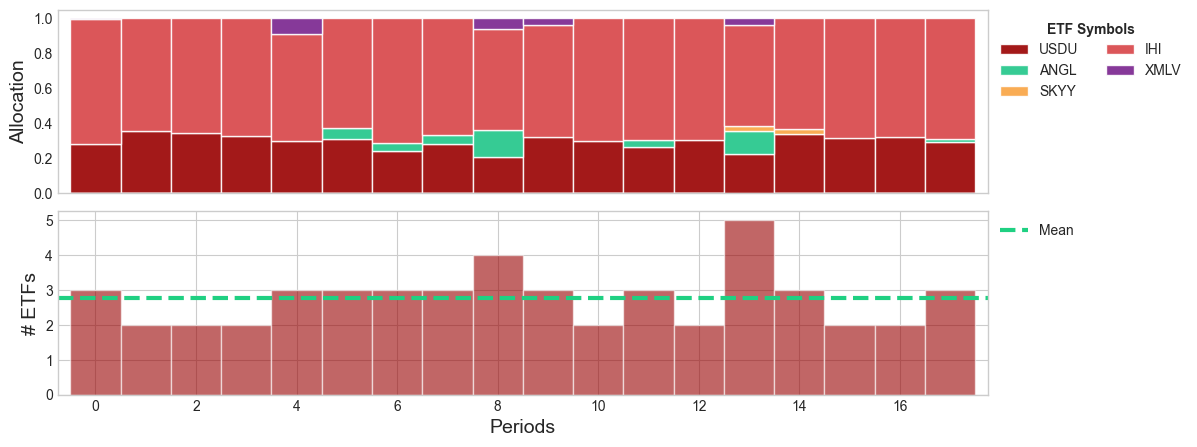 1.0
0.8
0.6
0.4
0.2
0.0
Allocation
ETF Symbols
USDU
ANGL
SKYY
IHI
XMLV
5
4
3
2
1
0
# ETFs
Mean
0 2 4 6 8 10 12 14 16
Periods